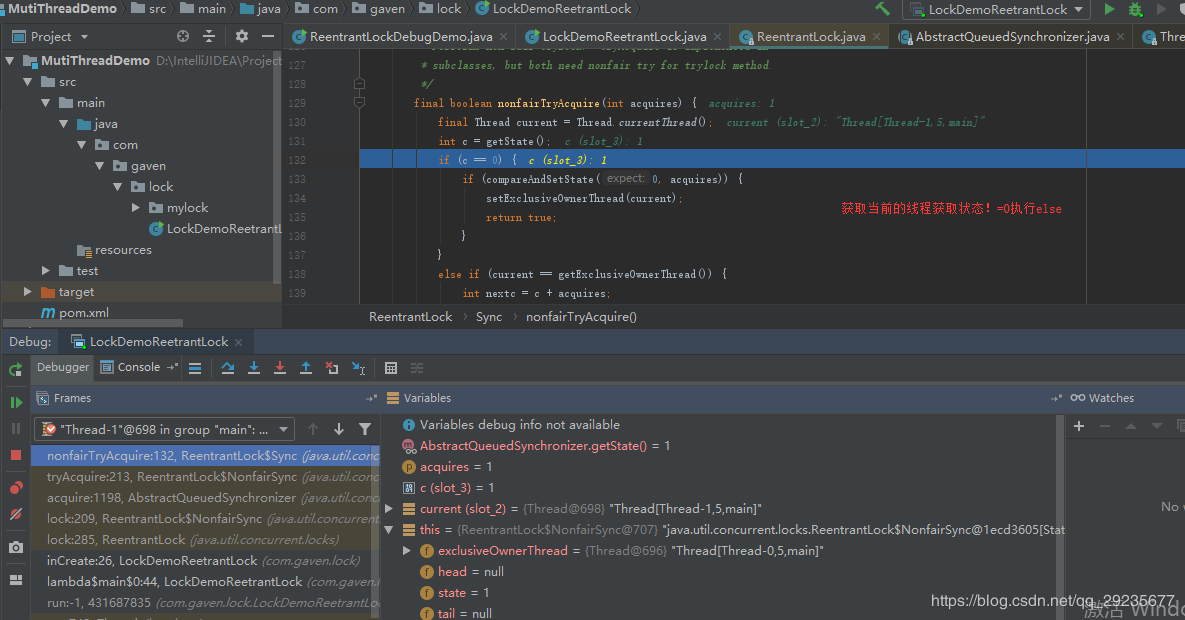 MutiThreadDemo src main java com gaven lock LockDemoReetrantLock LockDemoReetrantLock
Project ReentrantLockDebugDemo.java LockDemoReetrantLock.java ReentrantLock.java AbstractQueuedSynchronizer.java Thre
MutiThreadDemo D:\IntelliJIDEA\Project
src
main
java
com
gaven
lock
mylock
LockDemoReetrantL
resources
test
target
pom.xml
127 * subclasses, but both need nonfair try for trylock method.
128 */
129 final boolean nonfairTryAcquire(int acquires) { acquires: 1
130 final Thread current = Thread.currentThread(); current (slot_2): "Thread[Thread-1,5,main]"
131 int c = getState(); c (slot_3): 1
132 if (c == 0) { c (slot_3): 1
133 if (compareAndSetState( expect: 0, acquires)) {
134 setExclusiveOwnerThread(current);
获取当前的线程获取状态！=0执行else
135 return true;
136 }
137 }
138 else if (current == getExclusiveOwnerThread()) {
139 int nextc = c + acquires;
ReentrantLock › Sync › nonfairTryAcquire()
Debug: LockDemoReetrantLock
Debugger Console
Frames
"Thread-1"@698 in group "main": ...
nonfairTryAcquire:132, ReentrantLock$Sync (java.util.conc
tryAcquire:213, ReentrantLock$NonfairSync (java.util.conc
acquire:1198, AbstractQueuedSynchronizer (java.util.conc
lock:209, ReentrantLock$NonfairSync (java.util.concurrent
lock:285, ReentrantLock (java.util.concurrent.locks)
inCreate:26, LockDemoReetrantLock (com.gaven.lock)
lambda$main$0:44, LockDemoReetrantLock (com.gaven.l
run:-1, 431687835 (com.gaven.lock.LockDemoReetrantLo
Variables
Variables debug info not available
AbstractQueuedSynchronizer.getState() = 1
acquires = 1
c (slot_3) = 1
current (slot_2) = {Thread@698} "Thread[Thread-1,5,main]"
this = {ReentrantLock$NonfairSync@707} "java.util.concurrent.locks.ReentrantLock$NonfairSync@1ecd3605[Stat
exclusiveOwnerThread = {Thread@696} "Thread[Thread-0,5,main]"
head = null
state = 1
tail = null
Watches
No
https://blog.csdn.net/qq_29235677
激活 Windo